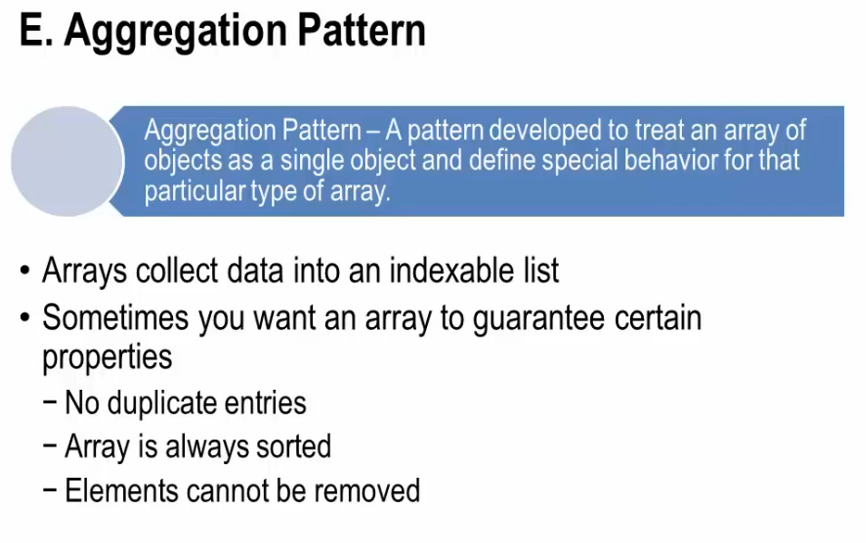 E. Aggregation Pattern
Aggregation Pattern – A pattern developed to treat an array of
objects as a single object and define special behavior for that
particular type of array.
• Arrays collect data into an indexable list
• Sometimes you want an array to guarantee certain
properties
− No duplicate entries
− Array is always sorted
− Elements cannot be removed